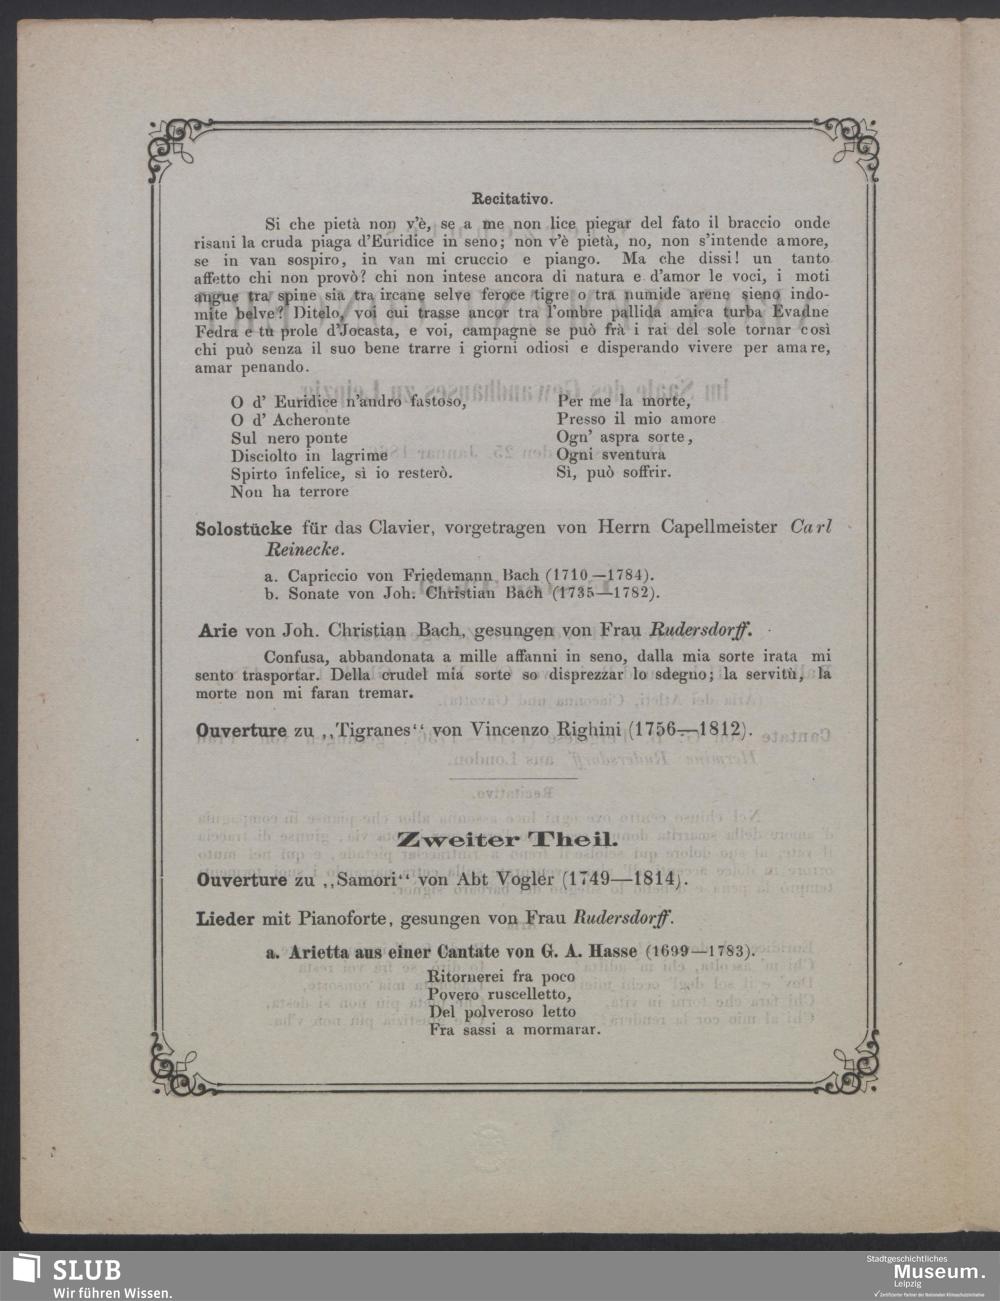 Recitativo.
Si che pietà non v'è, se a me non lice piegar del fato il braccio onde
risani la cruda piaga d'Euridice in seno; non v'è pietà, no, non s'intende amore,
se in van sospiro, in van mi cruccio e piango. Ma che dissi! un tanto
affetto chi non provò? chi non intese ancora di natura e d'amor le voci, i moti
angue tra spine sia tra ircane selve feroce tigre o tra numide arene sieno indo-
mite belve? Ditelo, voi cui trasse ancor tra l'ombre pallida amica turba Evadne
Fedra e tu prole d'Jocasta, e voi, campagne se può frà i rai del sole tornar così
chi può senza il suo bene trarre i giorni odiosi e disperando vivere per amare,
amar penando.
O d' Euridice n'andro fastoso,
O d' Acheronte
Sul nero ponte
Disciolto in lagrime
Spirto infelice, sì io resterò.
Non ha terrore
Per me la morte,
Presso il mio amore
Ogn' aspra sorte,
Ogni sventura
Sì, può soffrir.
Solostücke für das Clavier, vorgetragen von Herrn Capellmeister Carl
Reinecke.
a. Capriccio von Friedemann Bach (1710—1784).
b. Sonate von Joh. Christian Bach (1735—1782).
Arie von Joh. Christian Bach, gesungen von Frau Rudersdorff.
Confusa, abbandonata a mille affanni in seno, dalla mia sorte irata mi
sento trasportar. Della crudel mia sorte so disprezzar lo sdegno; la servitù, la
morte non mi faran tremar.
Ouverture zu ,,Tigranes“ von Vincenzo Righini (1756—1812).
Zweiter Theil.
Ouverture zu ,,Samori“ von Abt Vogler (1749—1814).
Lieder mit Pianoforte, gesungen von Frau Rudersdorff.
a. Arietta aus einer Cantate von G. A. Hasse (1699—1783).
Ritornerei fra poco
Povero ruscelletto,
Del polveroso letto
Fra sassi a mormarar.
SLUB
Wir führen Wissen.
Stadtgeschichtliches
Museum.
Leipzig